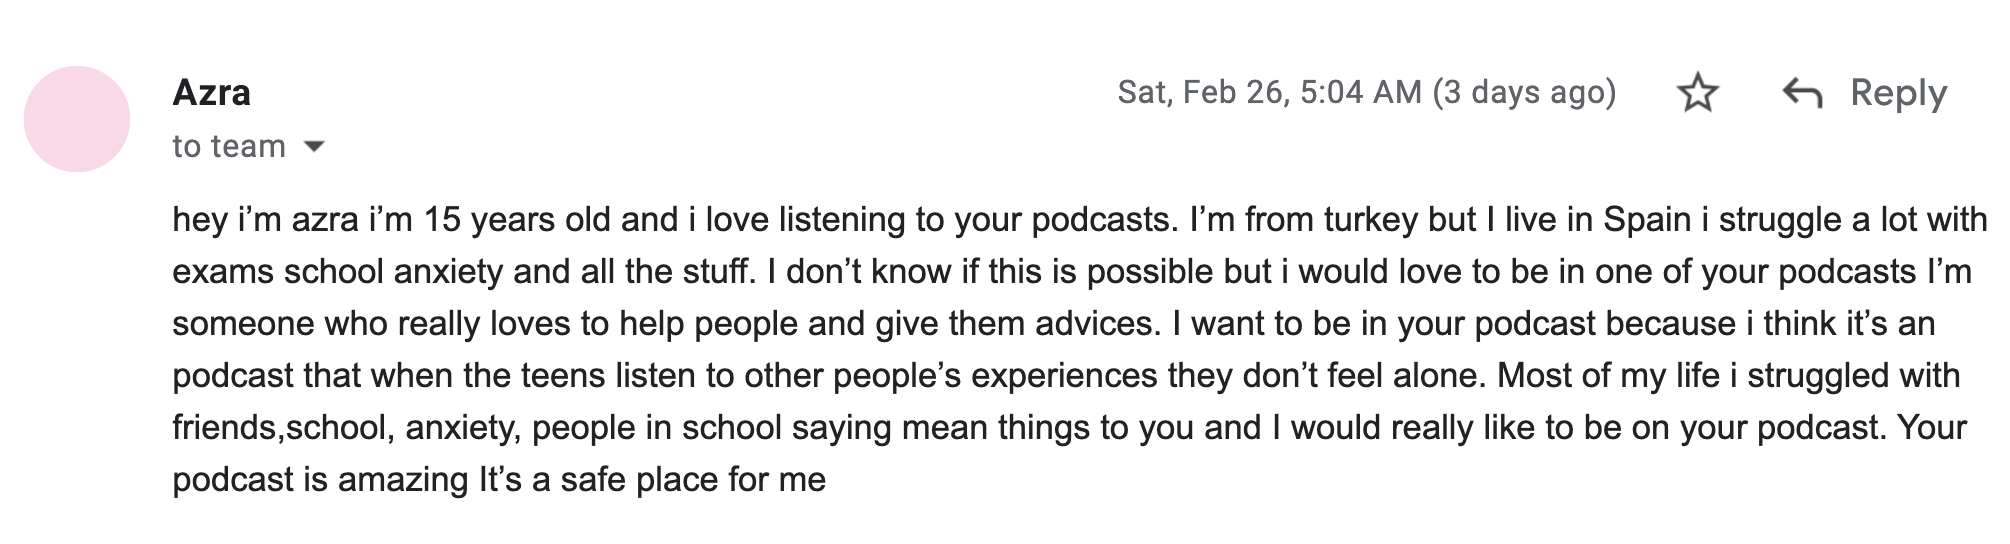 Azra
Sat, Feb 26, 5:04 AM (3 days ago)
Reply
to team
hey i’m azra i’m 15 years old and i love listening to your podcasts. I’m from turkey but I live in Spain i struggle a lot with
exams school anxiety and all the stuff. I don’t know if this is possible but i would love to be in one of your podcasts I’m
someone who really loves to help people and give them advices. I want to be in your podcast because i think it’s an
podcast that when the teens listen to other people’s experiences they don’t feel alone. Most of my life i struggled with
friends,school, anxiety, people in school saying mean things to you and I would really like to be on your podcast. Your
podcast is amazing It’s a safe place for me